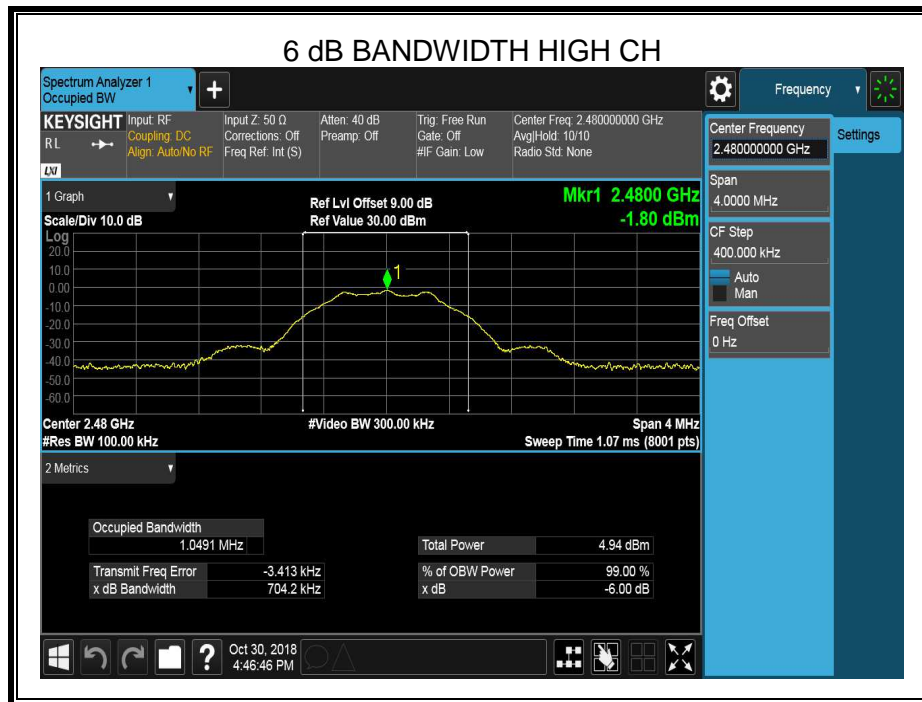 6 dB BANDWIDTH HIGH CH
Spectrum Analyzer 1
Occupied BW
Frequency
KEYSIGHT
RL
LXI
Input: RF
Coupling: DC
Align: Auto/No RF
Input Z: 50 Ω
Corrections: Off
Freq Ref: Int (S)
Atten: 40 dB
Preamp: Off
Trig: Free Run
Gate: Off
#IF Gain: Low
Center Freq: 2.480000000 GHz
Avg|Hold: 10/10
Radio Std: None
Center Frequency
2.480000000 GHz
Settings
Span
4.0000 MHz
CF Step
400.000 kHz
Auto
Man
Freq Offset
0 Hz
1 Graph
Scale/Div 10.0 dB
Ref Lvl Offset 9.00 dB
Ref Value 30.00 dBm
Mkr1 2.4800 GHz
-1.80 dBm
Log
20.0
10.0
0.00
-10.0
-20.0
-30.0
-40.0
-50.0
-60.0
1
Center 2.48 GHz
#Res BW 100.00 kHz
#Video BW 300.00 kHz
Span 4 MHz
Sweep Time 1.07 ms (8001 pts)
2 Metrics
Occupied Bandwidth
1.0491 MHz
Total Power 4.94 dBm
Transmit Freq Error -3.413 kHz
% of OBW Power 99.00 %
x dB Bandwidth 704.2 kHz
x dB -6.00 dB
?
Oct 30, 2018
4:46:46 PM